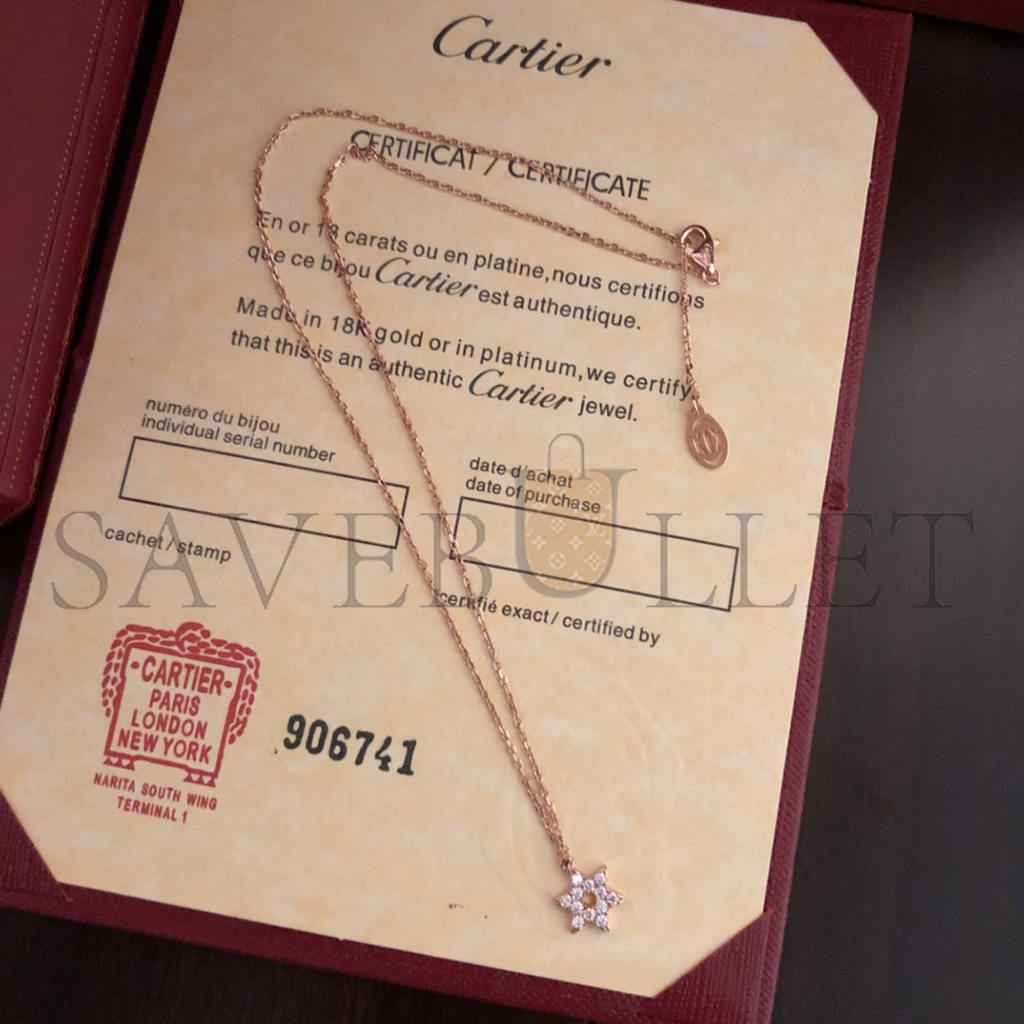 Cartier
CERTIFICAT / CERTIFICATE
En or 18 carats ou en platine, nous certifions
que ce bijou Cartier est authentique.
Made in 18K gold or in platinum, we certify
that this is an authentic Cartier jewel.
numéro du bijou
individual serial number
date d'achat
date of purchase
SAVEBULLET
cachet / stamp
certifié exact / certified by
CARTIER
PARIS
LONDON
NEW YORK
NARITA SOUTH WING
TERMINAL 1
906741